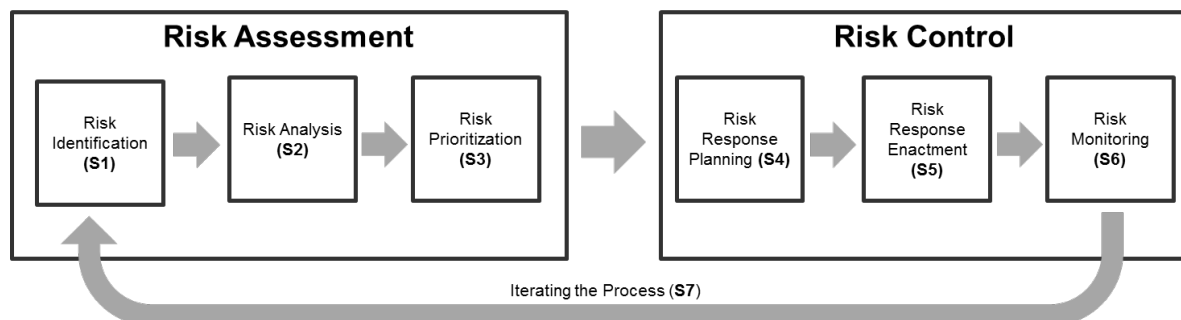 Risk Assessment
Risk
Identification
(S1)
Risk Analysis
(S2)
Risk
Prioritization
(S3)
Risk Control
Risk
Response
Planning (S4)
Risk
Response
Enactment
(S5)
Risk
Monitoring
(S6)
Iterating the Process (S7)